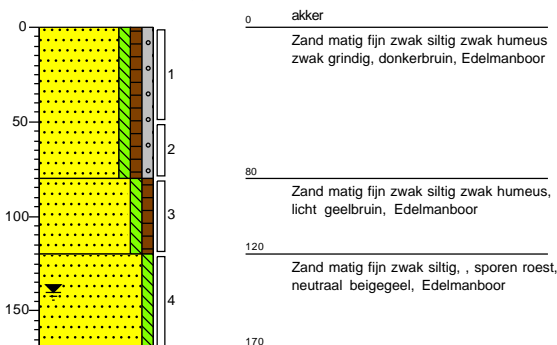 0
50
100
150
1
2
3
4
0
akker
Zand matig fijn zwak siltig zwak humeus
zwak grindig, donkerbruin, Edelmanboor
80
Zand matig fijn zwak siltig zwak humeus,
licht geelbruin, Edelmanboor
120
Zand matig fijn zwak siltig, , sporen roest,
neutraal beigegeel, Edelmanboor
170